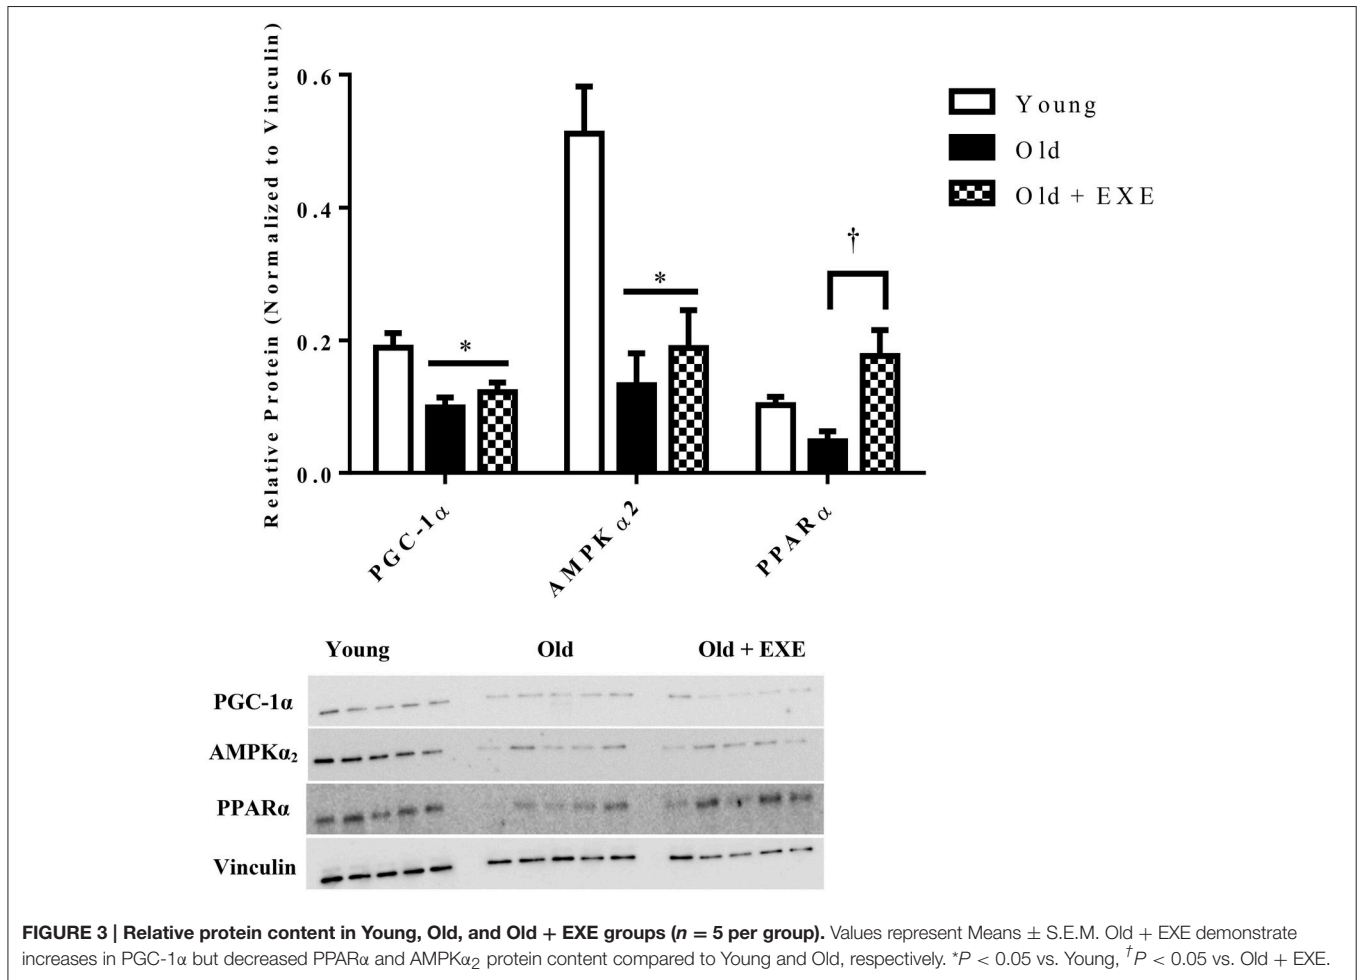 Relative Protein (Normalized to Vinculin)
0.6
0.4
0.2
0.0
*
*
†
Young
Old
Old + EXE
PGC-1α
AMPK α2
PPARα
Young Old Old + EXE
PGC-1α
AMPKα₂
PPARα
Vinculin
FIGURE 3 | Relative protein content in Young, Old, and Old + EXE groups (n = 5 per group). Values represent Means ± S.E.M. Old + EXE demonstrate
increases in PGC-1α but decreased PPARα and AMPKα₂ protein content compared to Young and Old, respectively. *P < 0.05 vs. Young, †P < 0.05 vs. Old + EXE.